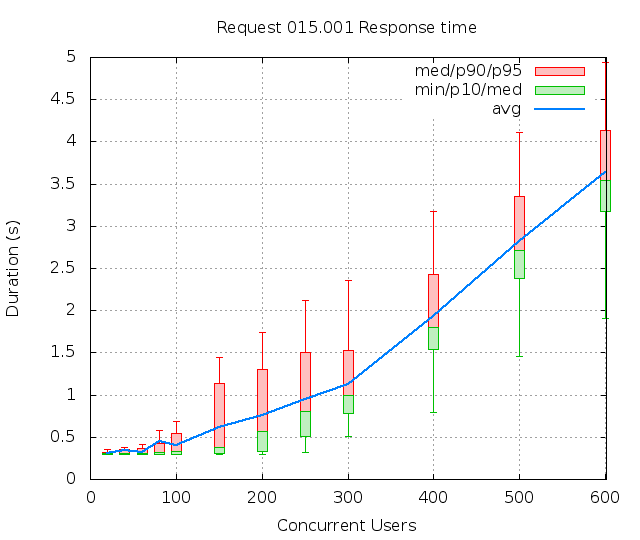 Request 015.001 Response time
5
4.5
4
3.5
3
2.5
2
1.5
1
0.5
0
med/p90/p95
min/p10/med
avg
Duration (s)
0 100 200 300 400 500 600
Concurrent Users